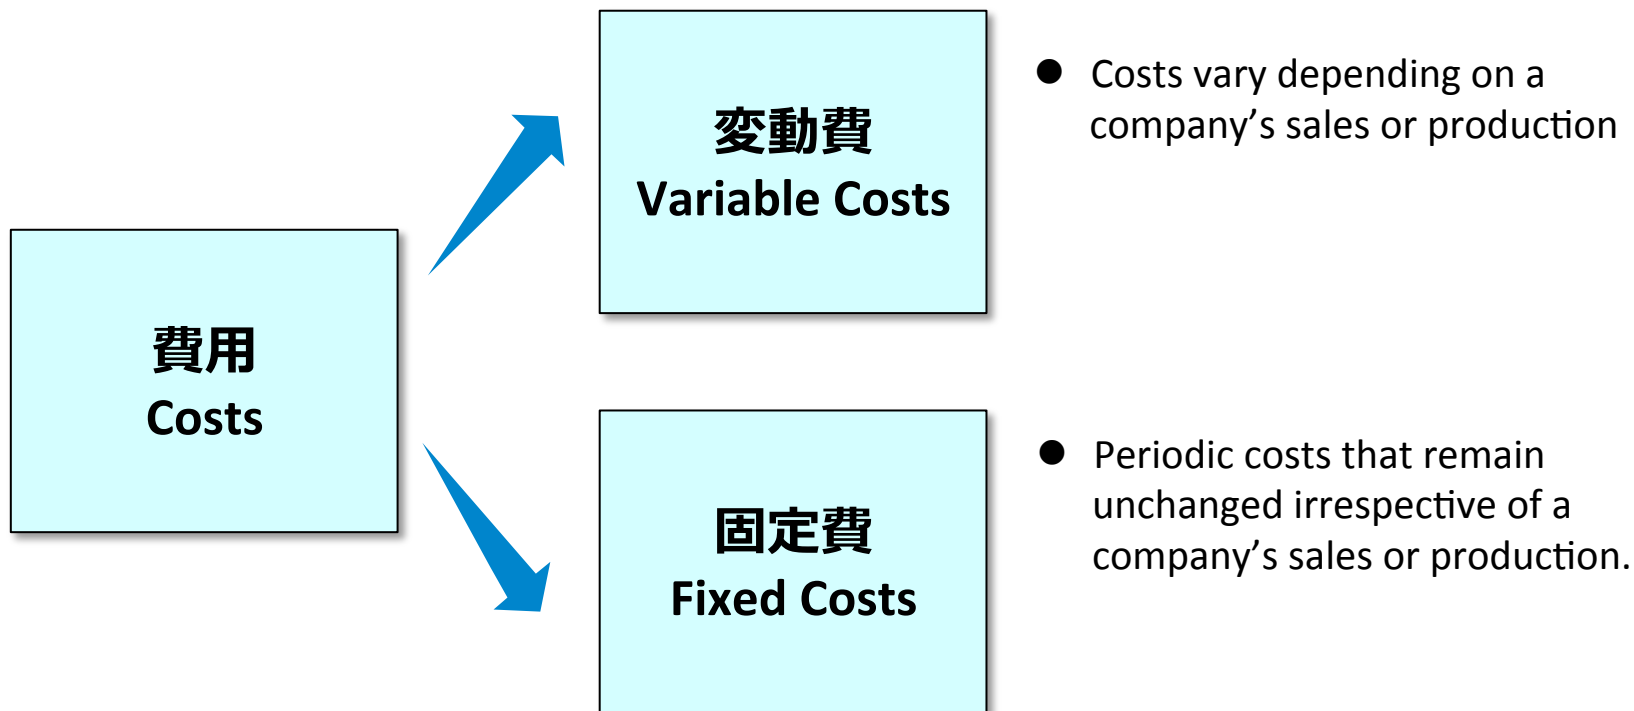 変動費
Variable Costs
● Costs vary depending on a
company’s sales or production
費用
Costs
固定費
Fixed Costs
● Periodic costs that remain
unchanged irrespective of a
company’s sales or production.